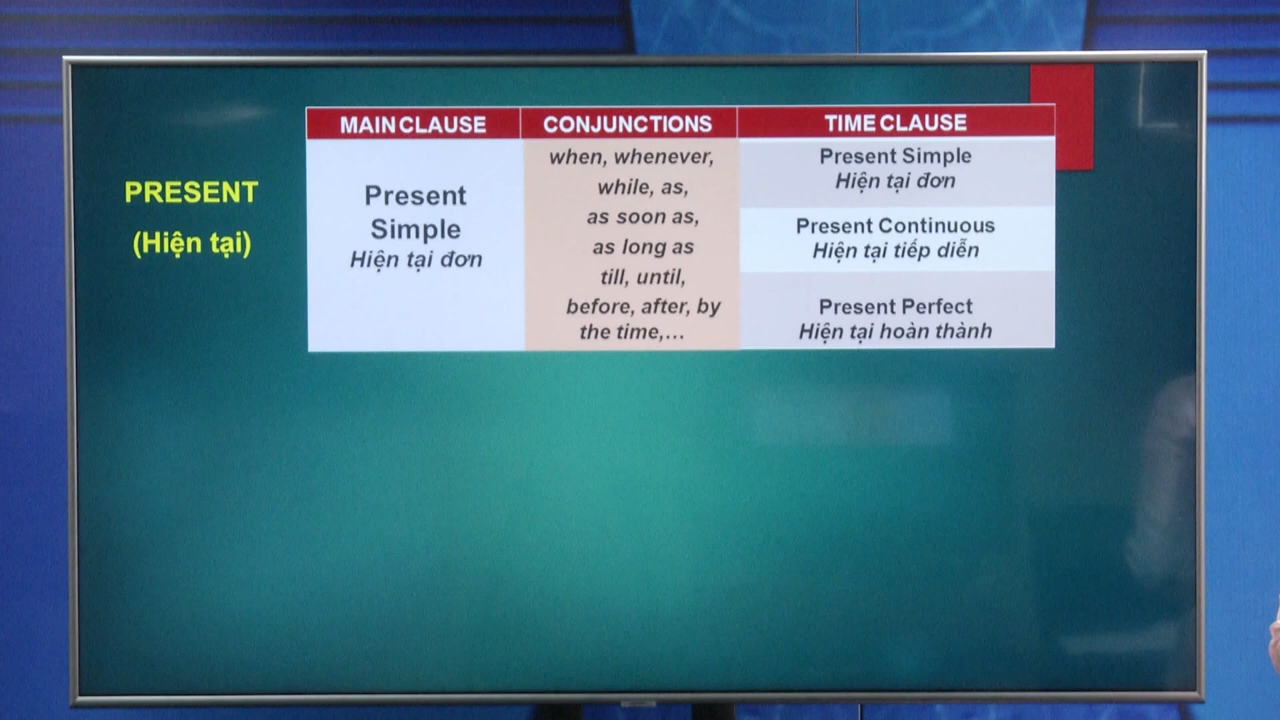 PRESENT
(Hiện tại)
MAIN CLAUSE
CONJUNCTIONS
TIME CLAUSE
Present
Simple
Hiện tại đơn
when, whenever,
while, as,
as soon as,
as long as
till, until,
before, after, by
the time,...
Present Simple
Hiện tại đơn
Present Continuous
Hiện tại tiếp diễn
Present Perfect
Hiện tại hoàn thành